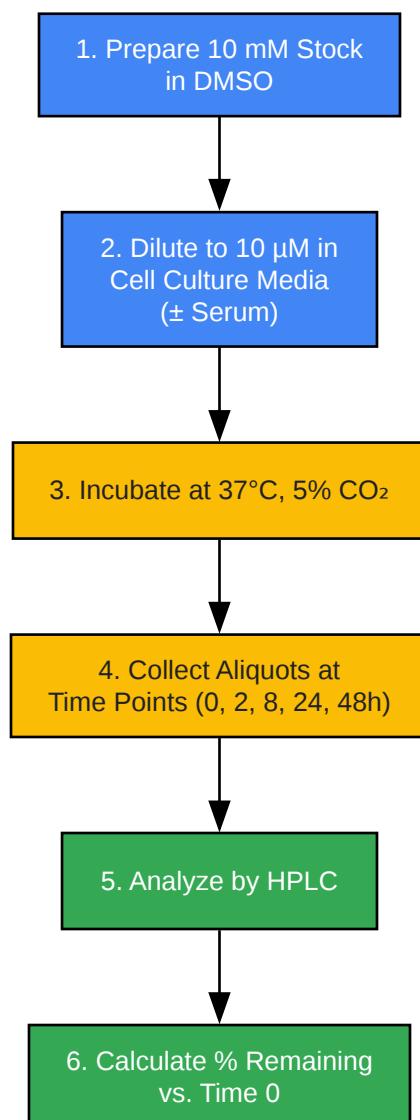 1. Prepare 10 mM Stock
in DMSO
2. Dilute to 10 µM in
Cell Culture Media
(± Serum)
3. Incubate at 37°C, 5% CO₂
4. Collect Aliquots at
Time Points (0, 2, 8, 24, 48h)
5. Analyze by HPLC
6. Calculate % Remaining
vs. Time 0